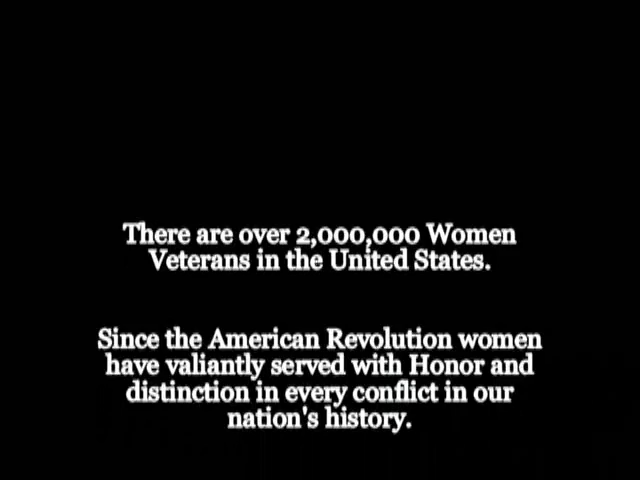 There are over 2,000,000 Women
Veterans in the United States.
Since the American Revolution women
have valiantly served with Honor and
distinction in every conflict in our
nation's history.